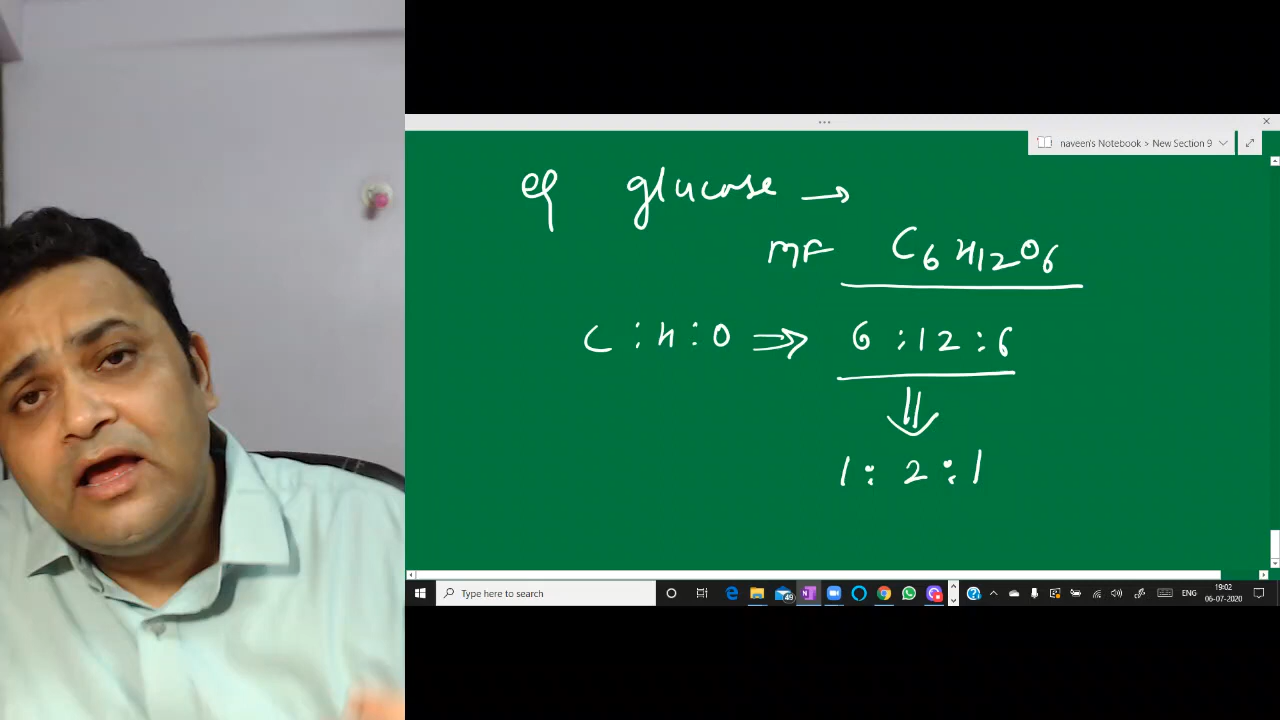 naveen's Notebook > New Section 9
eg glucose →
MF C6H12O6
C : H : O ⇒ 6 : 12 : 6
⇓
1 : 2 : 1
Type here to search
49
ENG
19:02
06-07-2020